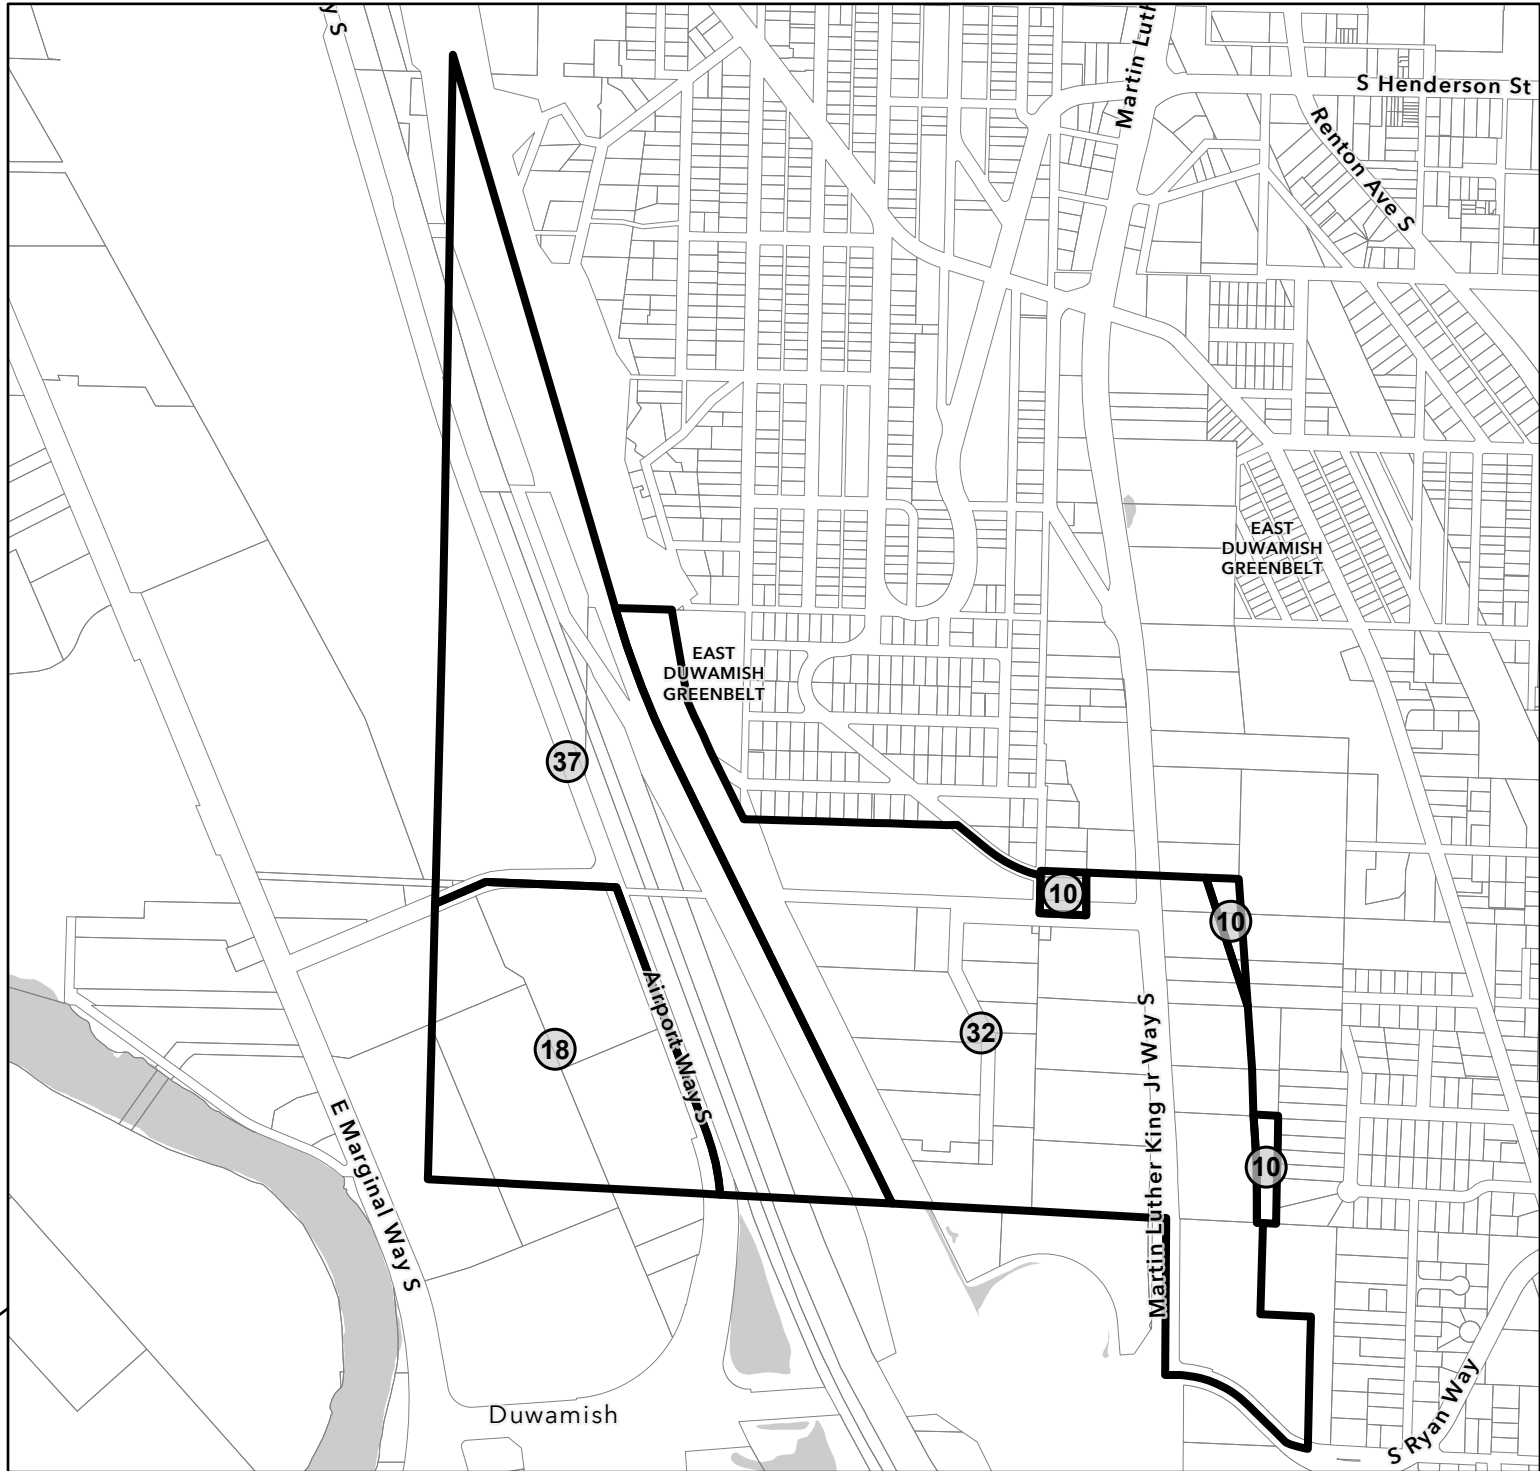 y S
Martin Luth
S Henderson St
Renton Ave S
EAST
DUWAMISH
GREENBELT
EAST
DUWAMISH
GREENBELT
37
10
10
Airport Way S
32
18
Martin Luther King Jr Way S
E Marginal Way S
10
Duwamish
S Ryan Way